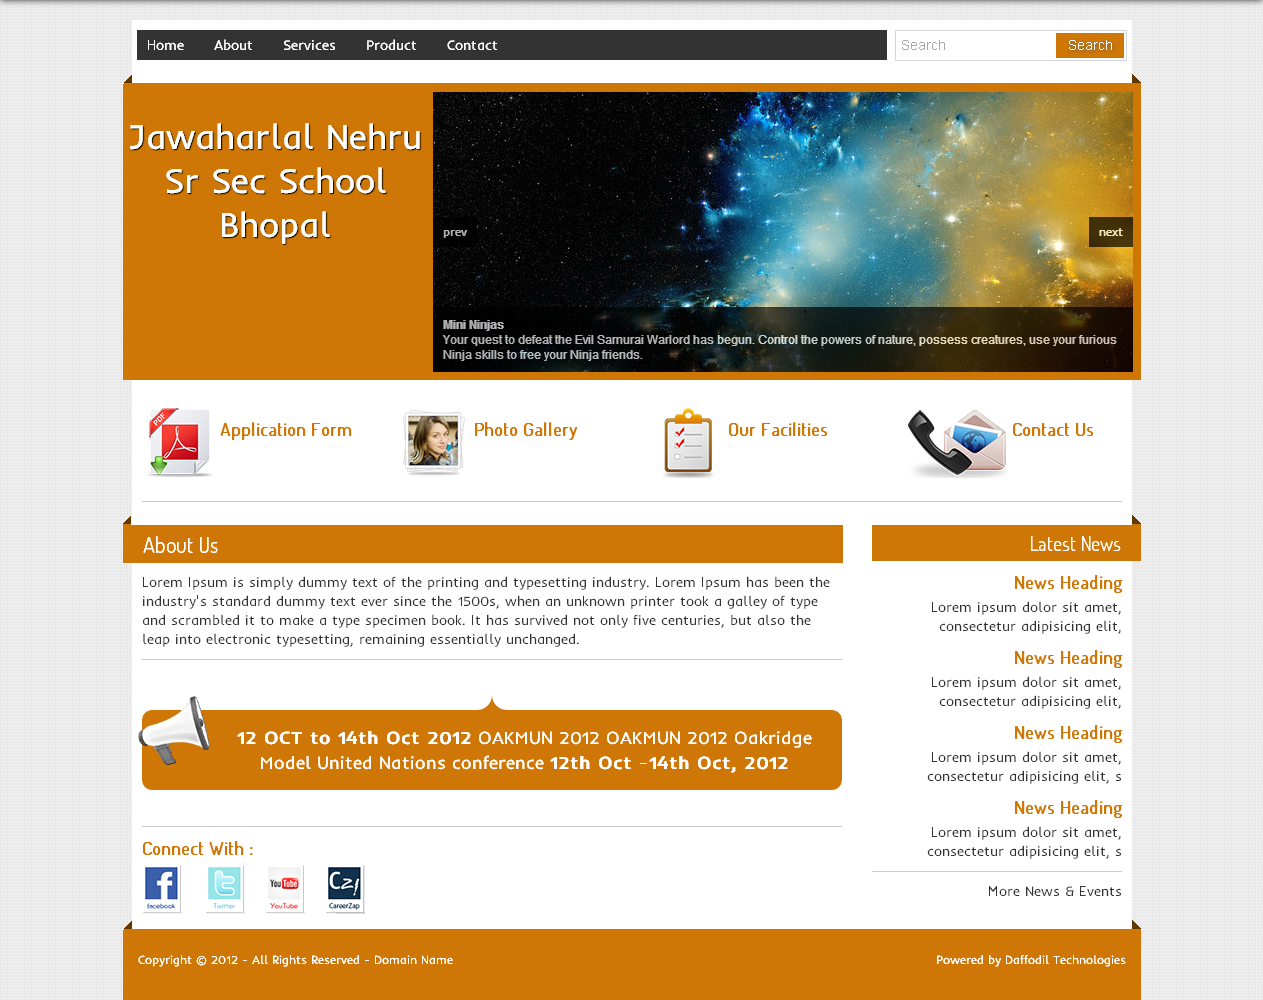 Home About Services Product Contact
Search Search
Jawaharlal Nehru
Sr Sec School
Bhopal
prev
next
Mini Ninjas
Your quest to defeat the Evil Samurai Warlord has begun. Control the powers of nature, possess creatures, use your furious
Ninja skills to free your Ninja friends.
PDF
Application Form
Photo Gallery
Our Facilities
Contact Us
About Us
Lorem Ipsum is simply dummy text of the printing and typesetting industry. Lorem Ipsum has been the
industry's standard dummy text ever since the 1500s, when an unknown printer took a galley of type
and scrambled it to make a type specimen book. It has survived not only five centuries, but also the
leap into electronic typesetting, remaining essentially unchanged.
12 OCT to 14th Oct 2012 OAKMUN 2012 OAKMUN 2012 Oakridge
Model United Nations conference 12th Oct -14th Oct, 2012
Connect With :
facebook
Twitter
YouTube
YouTube
Czp
CareerZap
Latest News
News Heading
Lorem ipsum dolor sit amet,
consectetur adipisicing elit,
News Heading
Lorem ipsum dolor sit amet,
consectetur adipisicing elit,
News Heading
Lorem ipsum dolor sit amet,
consectetur adipisicing elit, s
News Heading
Lorem ipsum dolor sit amet,
consectetur adipisicing elit, s
More News & Events
Copyright © 2012 - All Rights Reserved - Domain Name
Powered by Daffodil Technologies